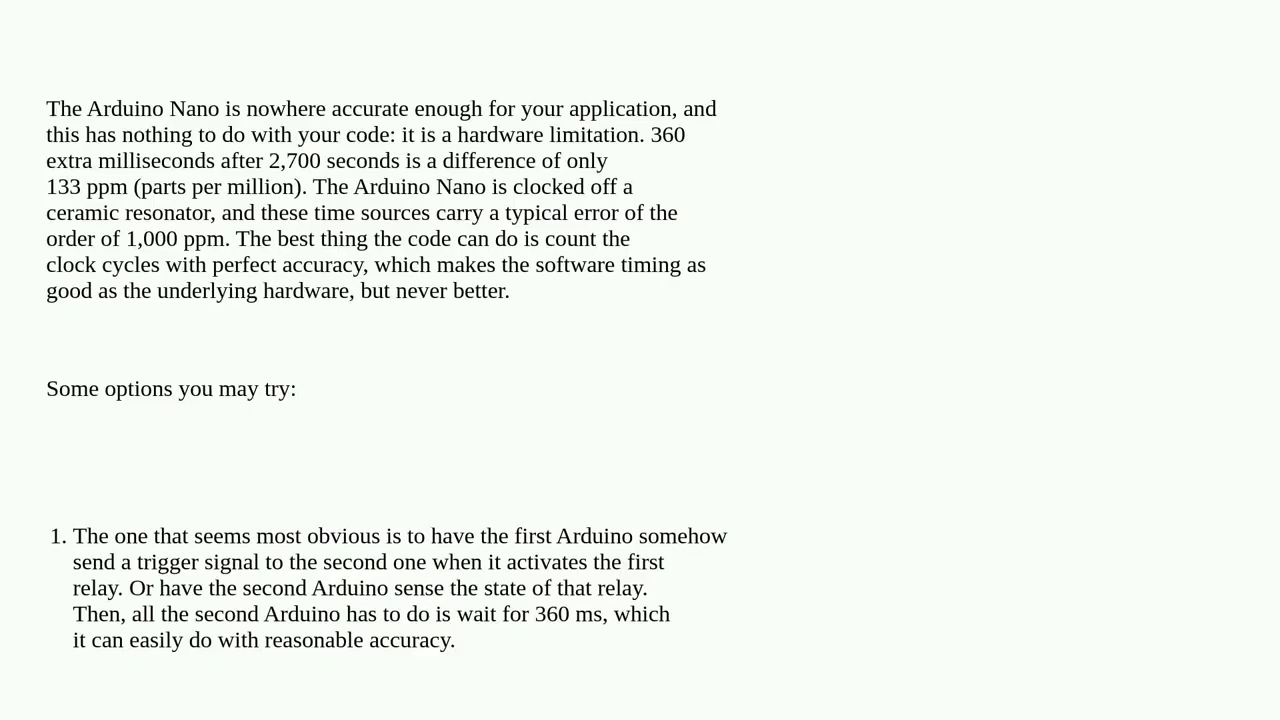 The Arduino Nano is nowhere accurate enough for your application, and
this has nothing to do with your code: it is a hardware limitation. 360
extra milliseconds after 2,700 seconds is a difference of only
133 ppm (parts per million). The Arduino Nano is clocked off a
ceramic resonator, and these time sources carry a typical error of the
order of 1,000 ppm. The best thing the code can do is count the
clock cycles with perfect accuracy, which makes the software timing as
good as the underlying hardware, but never better.
Some options you may try:
1. The one that seems most obvious is to have the first Arduino somehow
send a trigger signal to the second one when it activates the first
relay. Or have the second Arduino sense the state of that relay.
Then, all the second Arduino has to do is wait for 360 ms, which
it can easily do with reasonable accuracy.